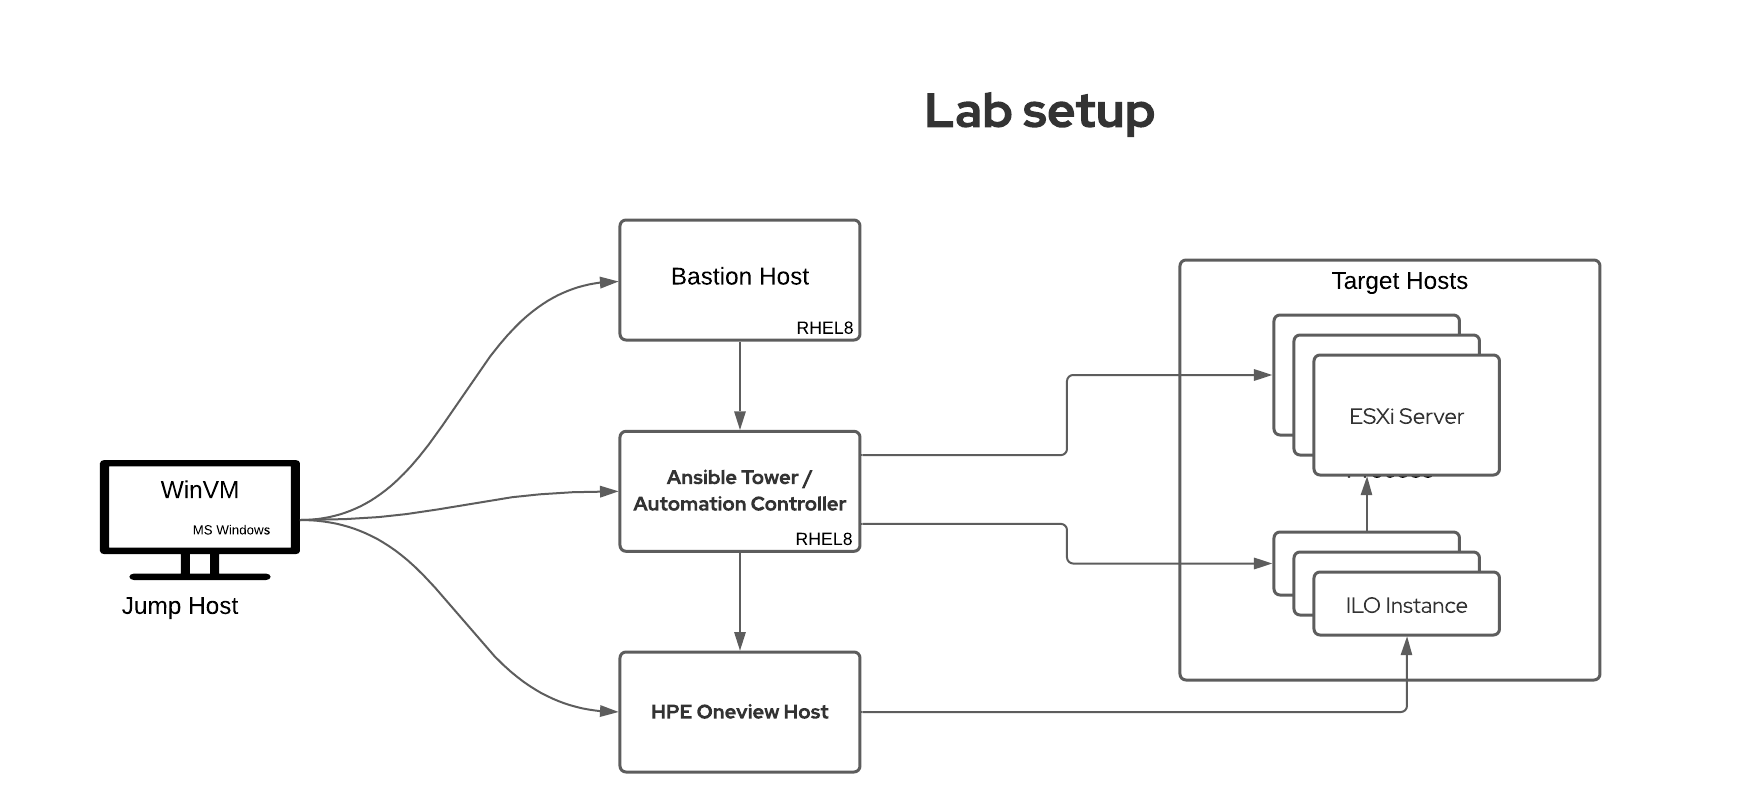 Lab setup
Bastion Host
RHEL8
Target Hosts
ESXi Server
WinVM
MS Windows
Jump Host
Ansible Tower /
Automation Controller
RHEL8
ILO Instance
HPE Oneview Host